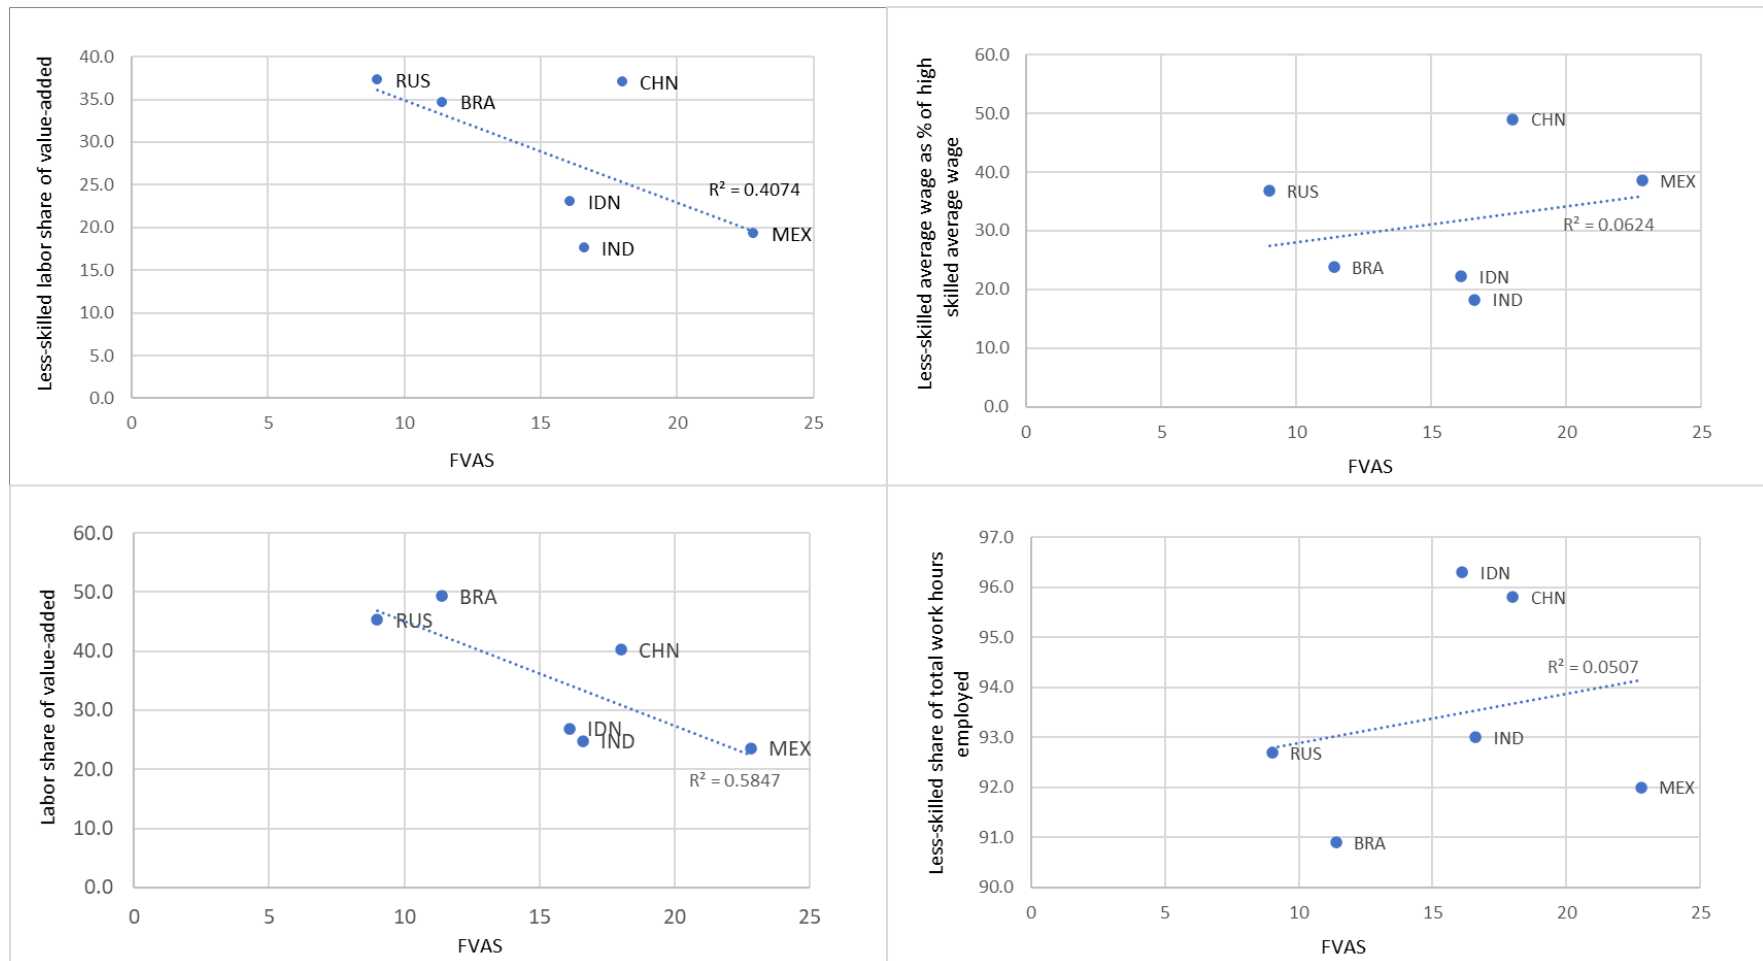 Less-skilled labor share of value-added
40.0
35.0
30.0
25.0
20.0
15.0
10.0
5.0
0.0
RUS
BRA
CHN
IDN
IND
MEX
R² = 0.4074
0 5 10 15 20 25
FVAS
Less-skilled average wage as % of high
skilled average wage
60.0
50.0
40.0
30.0
20.0
10.0
0.0
CHN
MEX
RUS
R² = 0.0624
BRA
IDN
IND
0 5 10 15 20 25
FVAS
Labor share of value-added
60.0
50.0
40.0
30.0
20.0
10.0
0.0
BRA
RUS
CHN
IDN
IND
MEX
R² = 0.5847
0 5 10 15 20 25
FVAS
Less-skilled share of total work hours
employed
97.0
96.0
95.0
94.0
93.0
92.0
91.0
90.0
IDN
CHN
R² = 0.0507
IND
RUS
MEX
BRA
0 5 10 15 20 25
FVAS